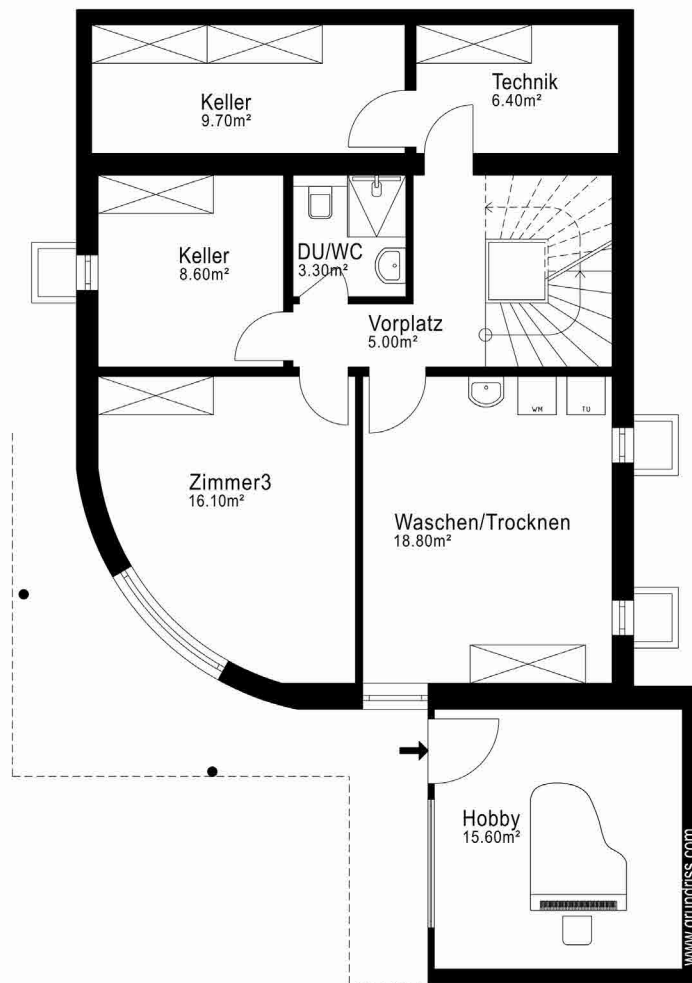 Keller
9.70m²
Technik
6.40m²
Keller
8.60m²
DU/WC
3.30m²
Vorplatz
5.00m²
WM
TU
Zimmer3
16.10m²
Waschen/Trocknen
18.80m²
Hobby
15.60m²
www.grundriss.com